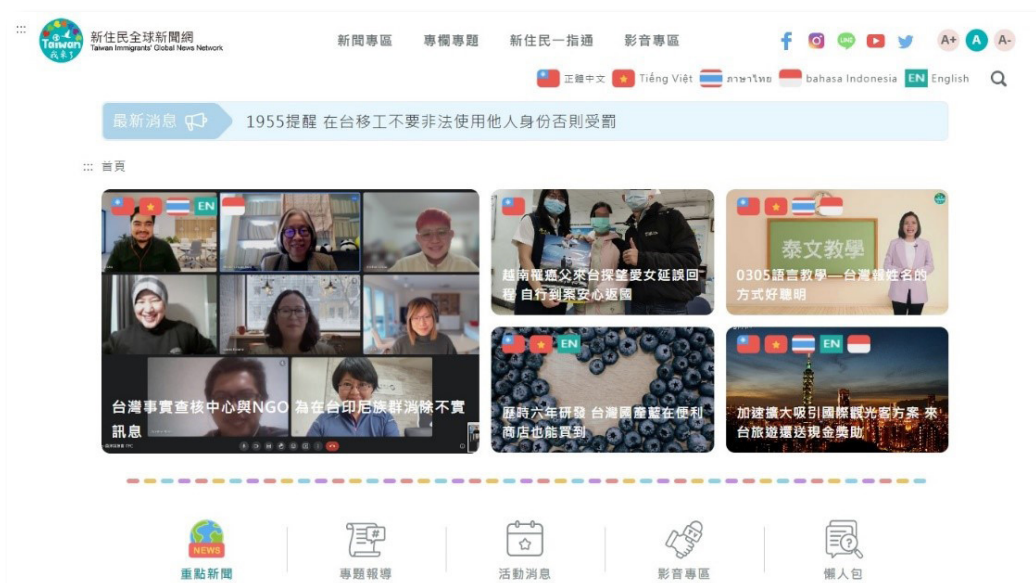 Taiwan
我來了
新住民全球新聞網
Taiwan Immigrants' Global News Network
新聞專區 專欄專題 新住民一指通 影音專區
LINE
A+ A A-
正體中文 Tiếng Việt ภาษาไทย bahasa Indonesia EN English
最新消息 1955提醒 在台移工不要非法使用他人身份否則受罰
::: 首頁
EN
台灣事實查核中心與NGO 為在台印尼族群消除不實
訊息
越南罹癌父來台探望愛女延誤回
程 自行到案安心返國
泰文教學
0305語言教學—台灣報姓名的
方式好聰明
EN
歷時六年研發 台灣國產藍在便利
商店也能買到
EN
加速擴大吸引國際觀光客方案 來
台旅遊還送現金獎助
NEWS
重點新聞 專題報導 活動消息 影音專區 懶人包